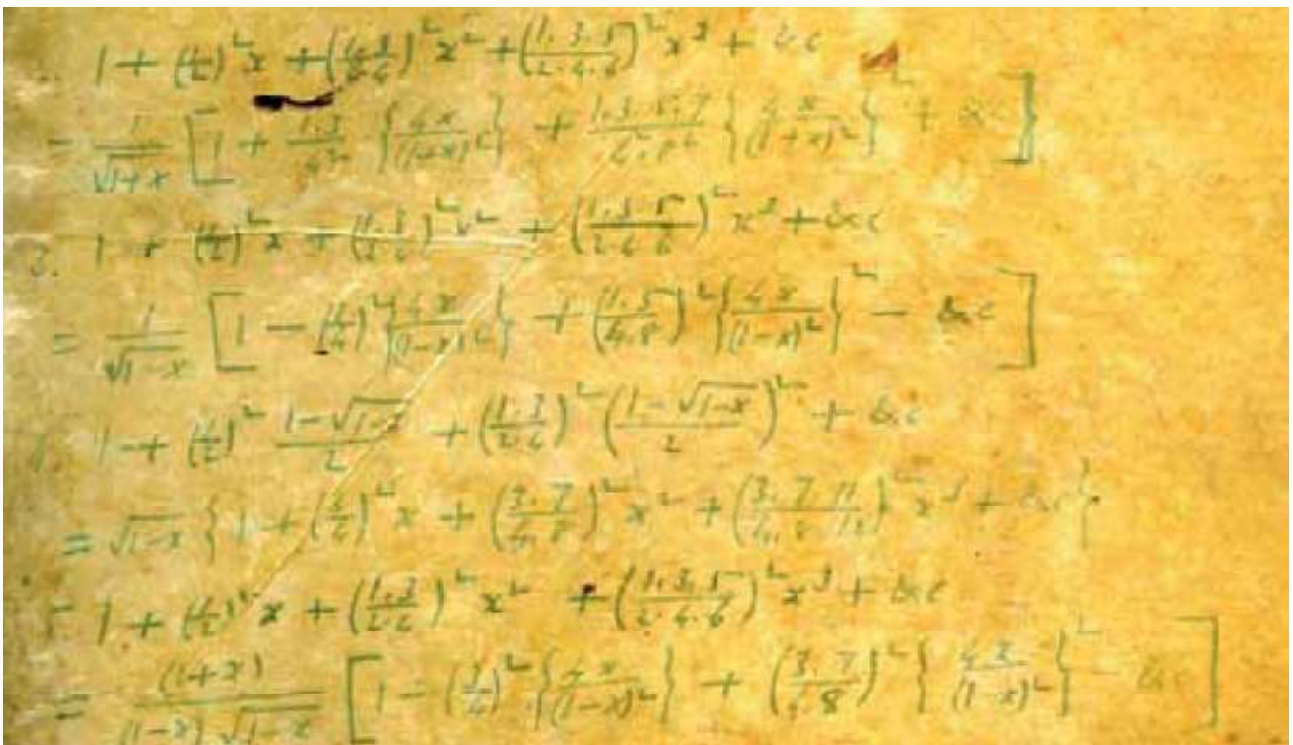 1 + (1/2)²x + (1·3/2·4)²x² + (1·3·5/2·4·6)²x³ + &c
= 1/√(1+x) [1 + 1·3/4² {4x/(1+x)²} + 1·3·5·7/4²·8² {4x/(1+x)²}² + &c]
3. 1 + (1/2)²x + (1·3/2·4)²x² + (1·3·5/2·4·6)²x³ + &c
= 1/√(1-x) [1 - (1/4)²{4x/(1-x)²} + (1·5/4·8)²{4x/(1-x)²}² - &c]
1 + (1/2)² (1-√(1-x))/2 + (1·3/2·4)² ((1-√(1-x))/2)² + &c
= √(1-x) {1 + (3/4)²x + (3·7/4·8)²x² + (3·7·11/4·8·12)²x³ + &c}
1 + (1/2)²x + (1·3/2·4)²x² + (1·3·5/2·4·6)²x³ + &c
= (1+x)/((1-x)√(1-x)) [1 - (3/4)²{4x/(1-x)²} + (3·7/4·8)²{4x/(1-x)²}² - &c]